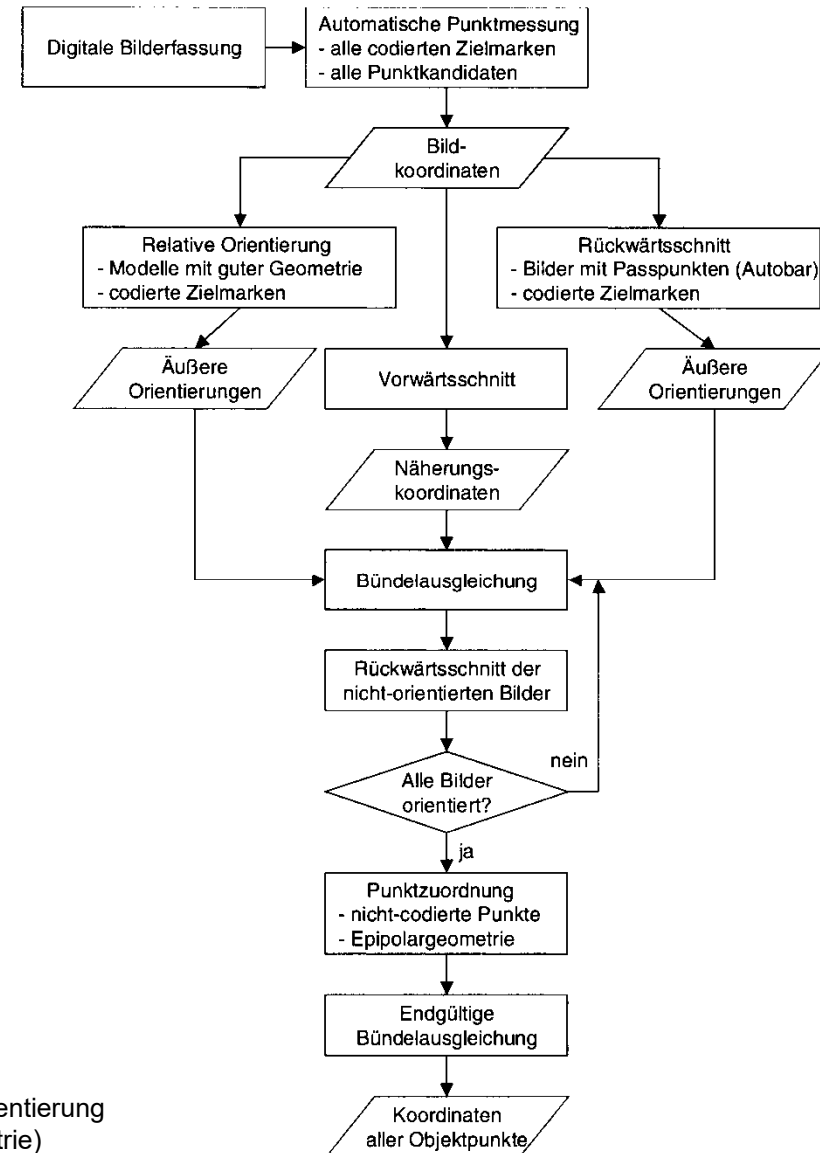 Digitale Bilderfassung
Automatische Punktmessung
- alle codierten Zielmarken
- alle Punktkandidaten
Bild-
koordinaten
Relative Orientierung
- Modelle mit guter Geometrie
- codierte Zielmarken
Rückwärtsschnitt
- Bilder mit Passpunkten (Autobar)
- codierte Zielmarken
Äußere
Orientierungen
Vorwärtsschnitt
Äußere
Orientierungen
Näherungs-
koordinaten
Bündelausgleichung
Rückwärtsschnitt der
nicht-orientierten Bilder
nein
Alle Bilder
orientiert?
ja
Punktzuordnung
- nicht-codierte Punkte
- Epipolargeometrie
Endgültige
Bündelausgleichung
Koordinaten
aller Objektpunkte
entierung
trie)